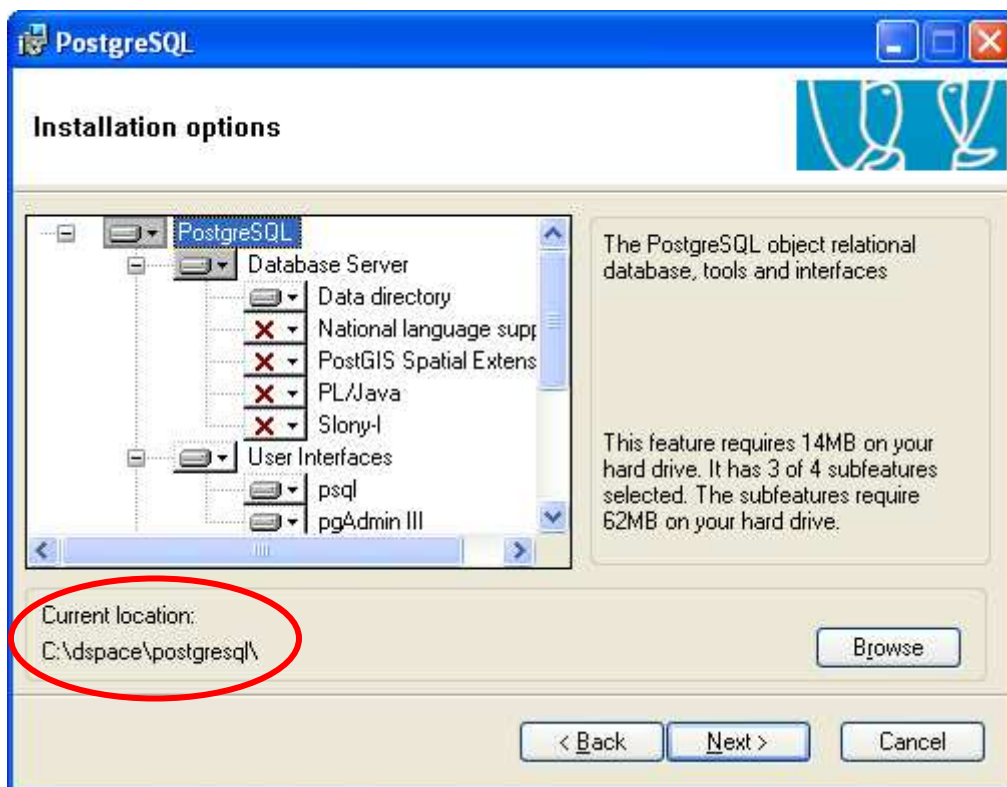 PostgreSQL
Installation options
PostgreSQL
Database Server
Data directory
National language supp
PostGIS Spatial Extens
PL/Java
Slony-I
User Interfaces
psql
pgAdmin III
The PostgreSQL object relational
database, tools and interfaces
This feature requires 14MB on your
hard drive. It has 3 of 4 subfeatures
selected. The subfeatures require
62MB on your hard drive.
Current location:
C:\dspace\postgresql\
Browse
< Back
Next >
Cancel